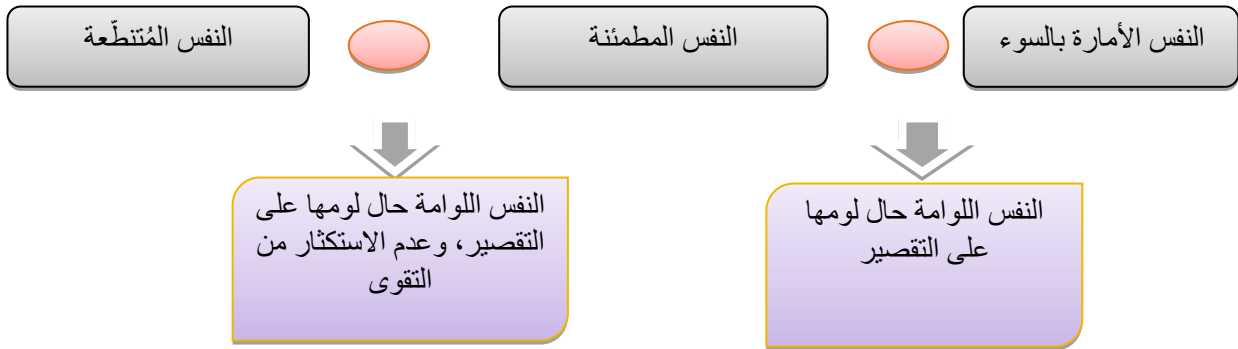 النفس الأمارة بالسوء
النفس المطمئنة
النفس المُتنطّعة
النفس اللوامة حال لومها
على التقصير
النفس اللوامة حال لومها على
التقصير، وعدم الاستكثار من
التقوى